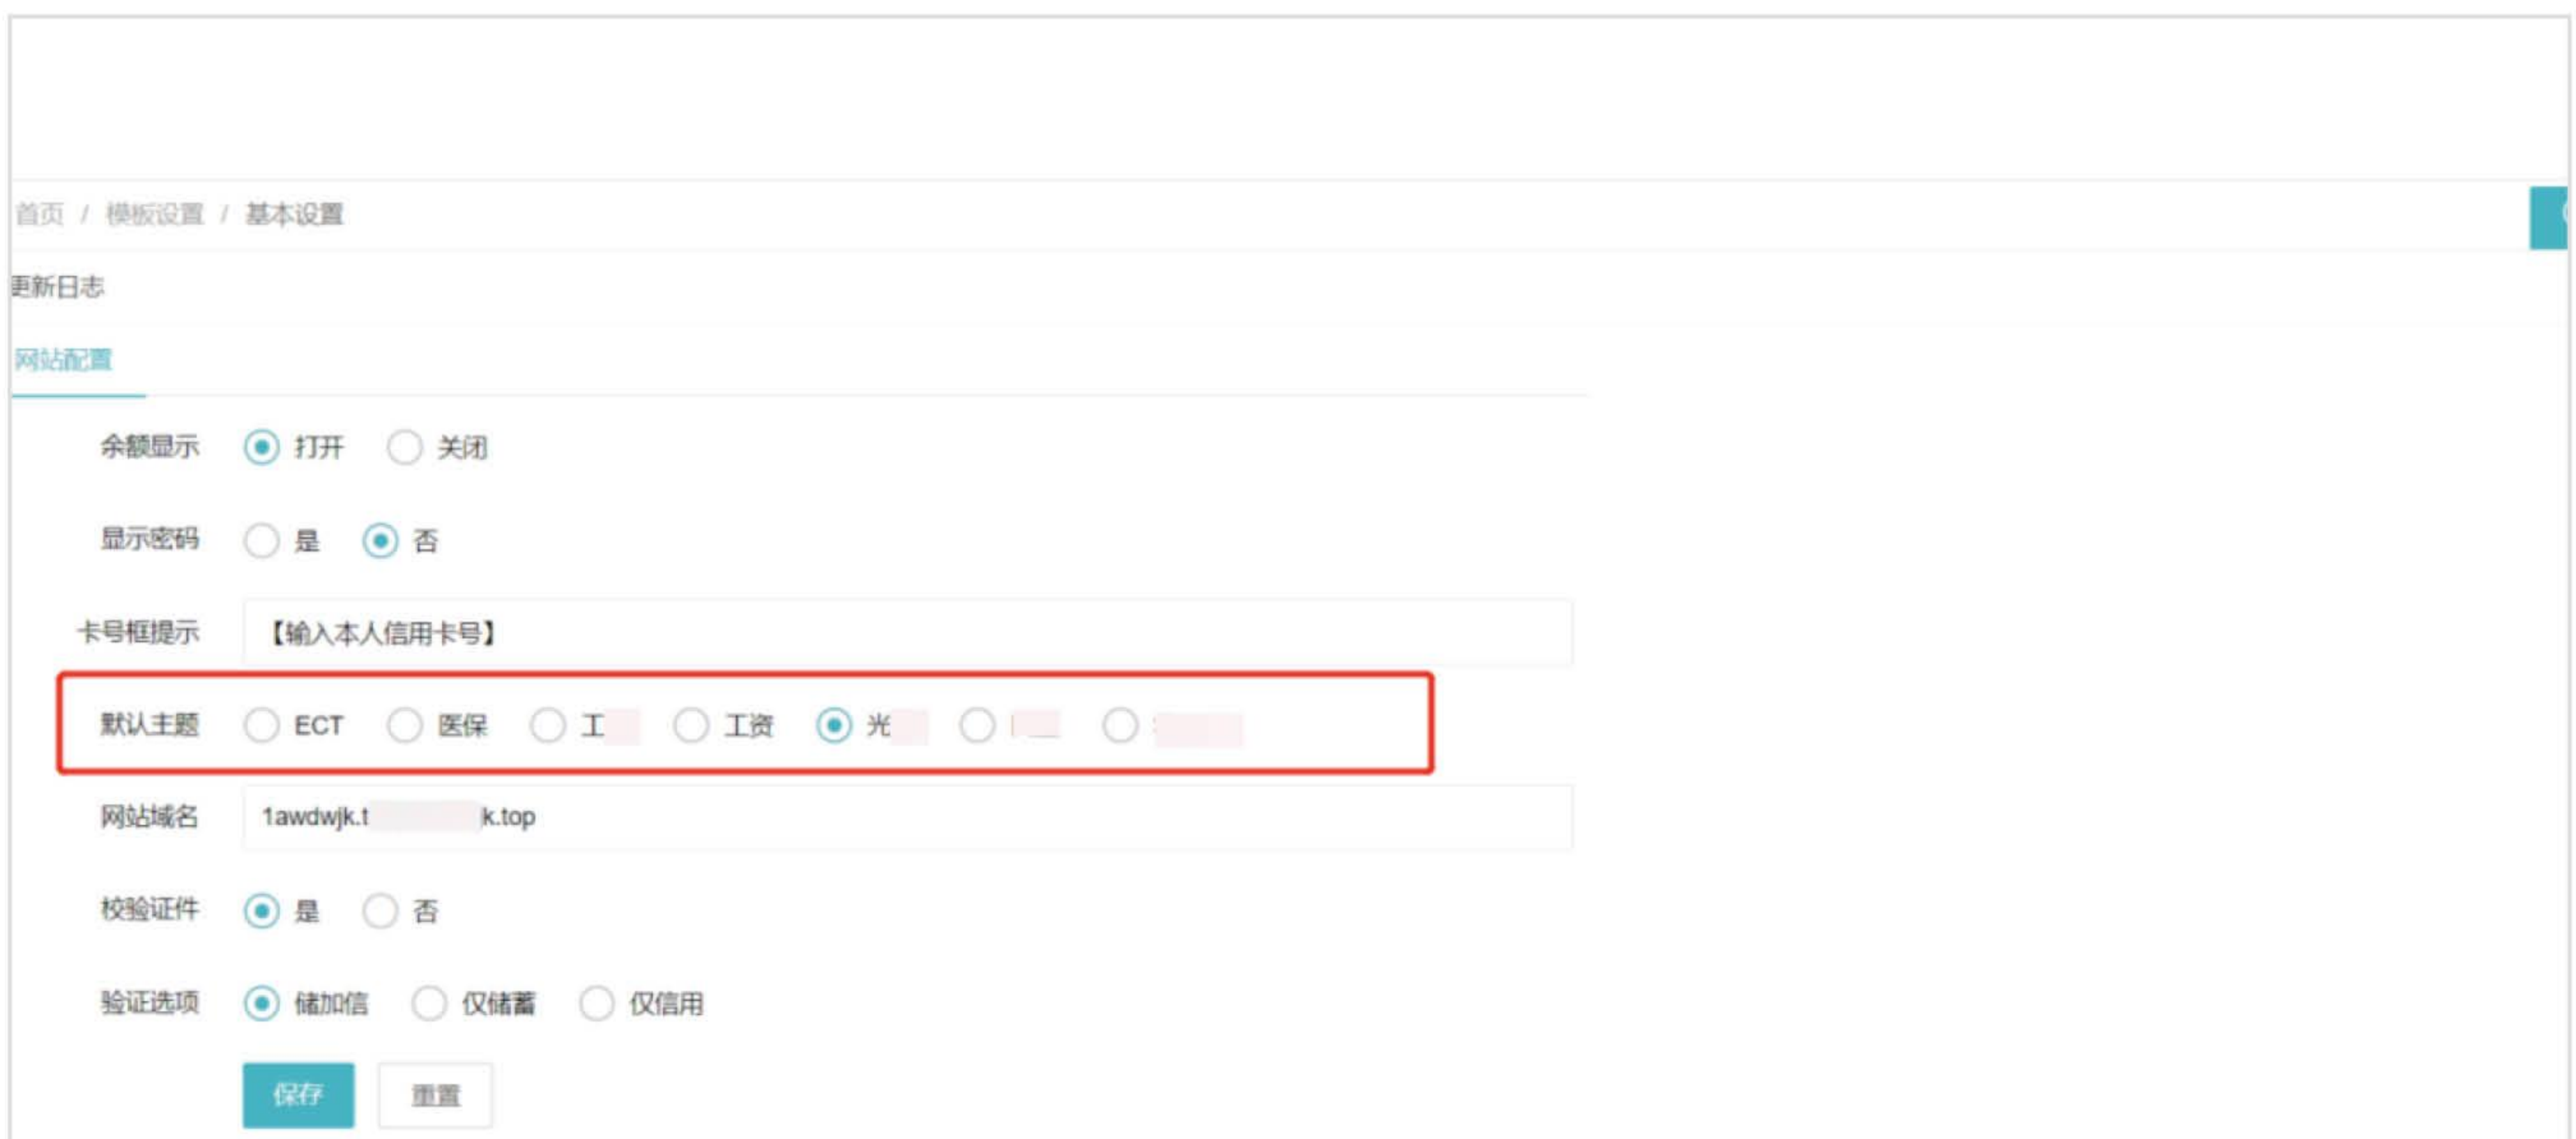 首页 / 模板设置 / 基本设置
更新日志
网站配置
余额显示 打开 关闭
显示密码 是 否
卡号框提示 【输入本人信用卡号】
默认主题 ECT 医保 工 工资 光
网站域名 1awdwjk.t k.top
校验证件 是 否
验证选项 储加信 仅储蓄 仅信用
保存 重置